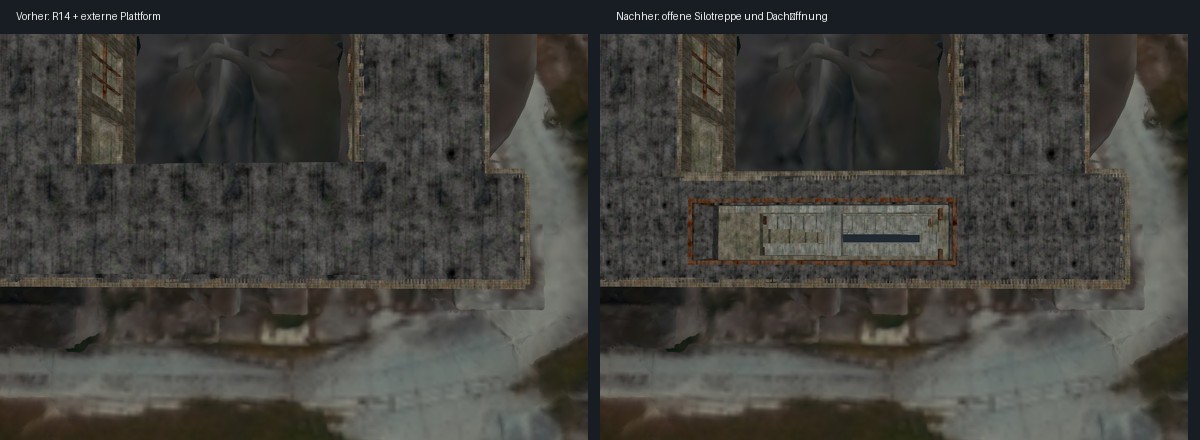 Vorher: R14 + externe Plattform
Nachher: offene Silotreppe und Dach▯ffnung